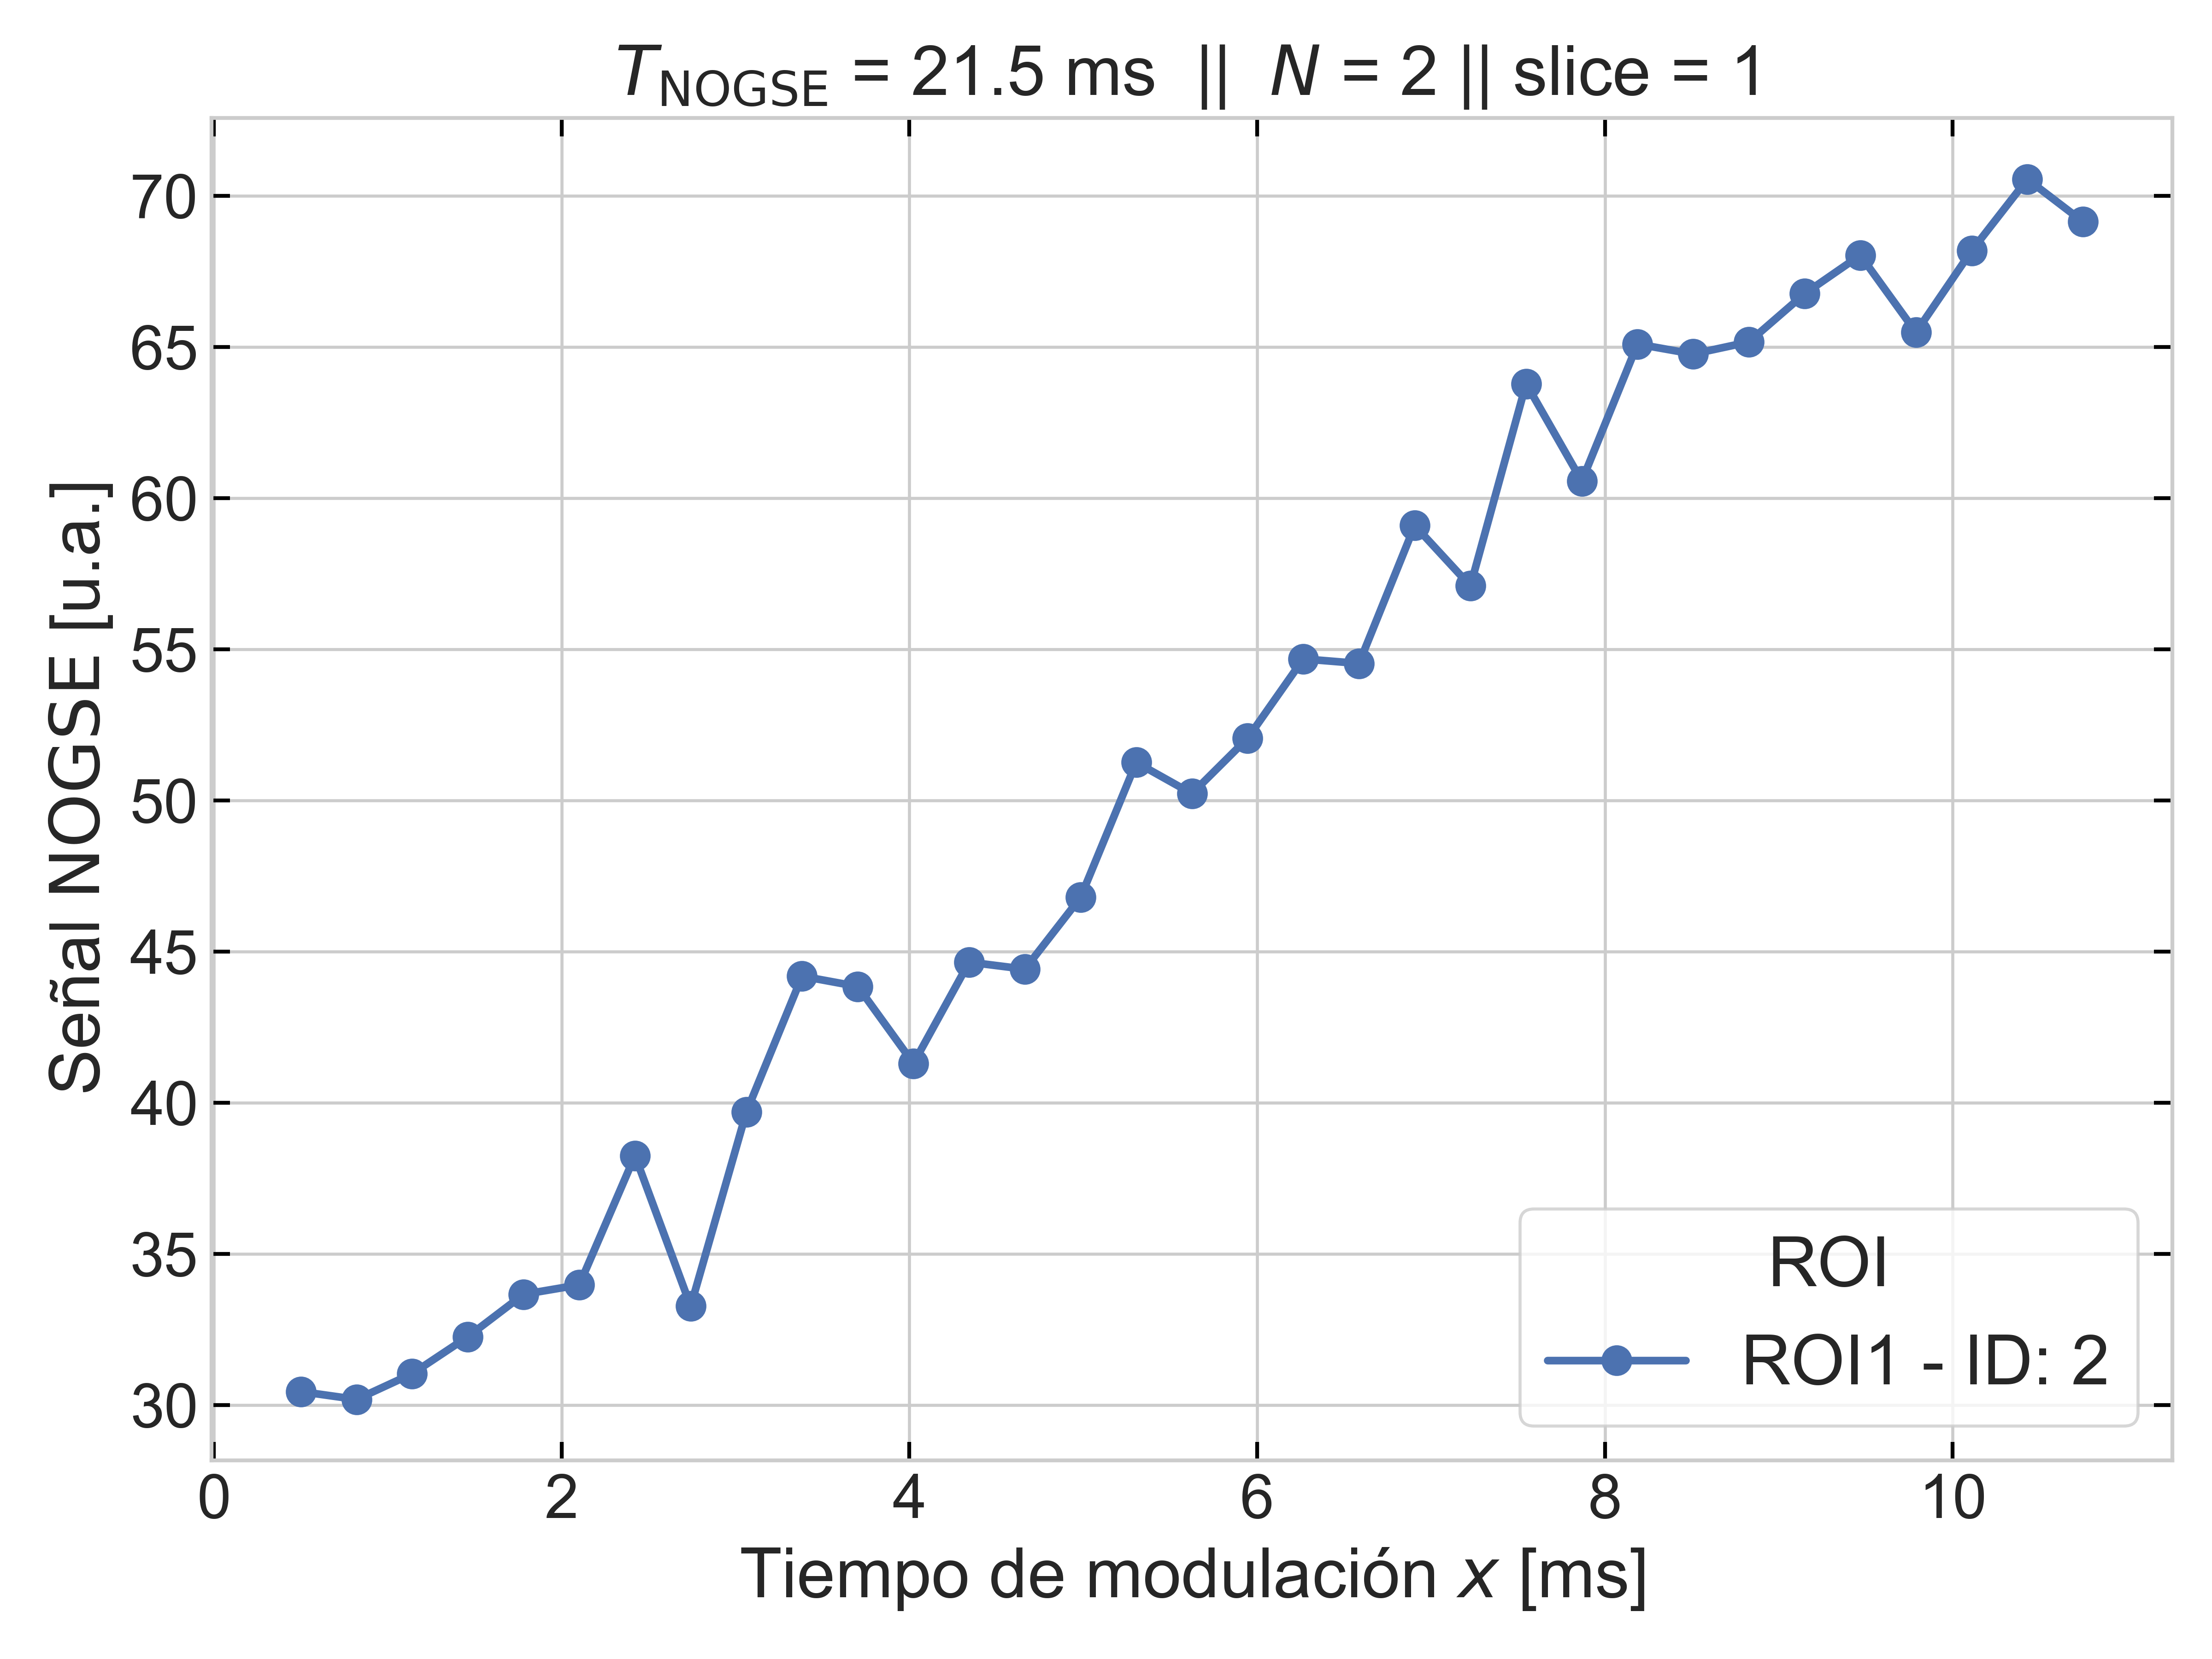 T_NOGSE = 21.5 ms || N = 2 || slice = 1
Señal NOGSE [u.a.]
70
65
60
55
50
45
40
35
30
0 2 4 6 8 10
Tiempo de modulación x [ms]
ROI
ROI1 - ID: 2